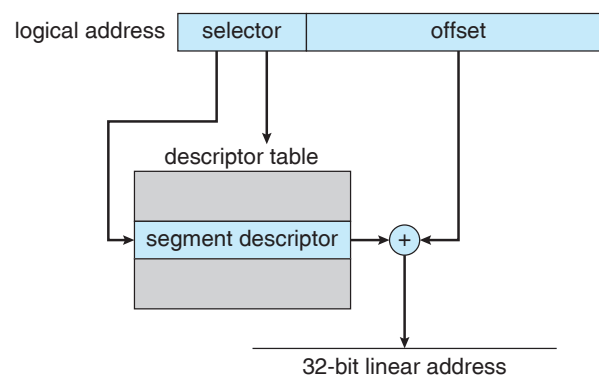 logical address selector offset
descriptor table
segment descriptor +
32-bit linear address